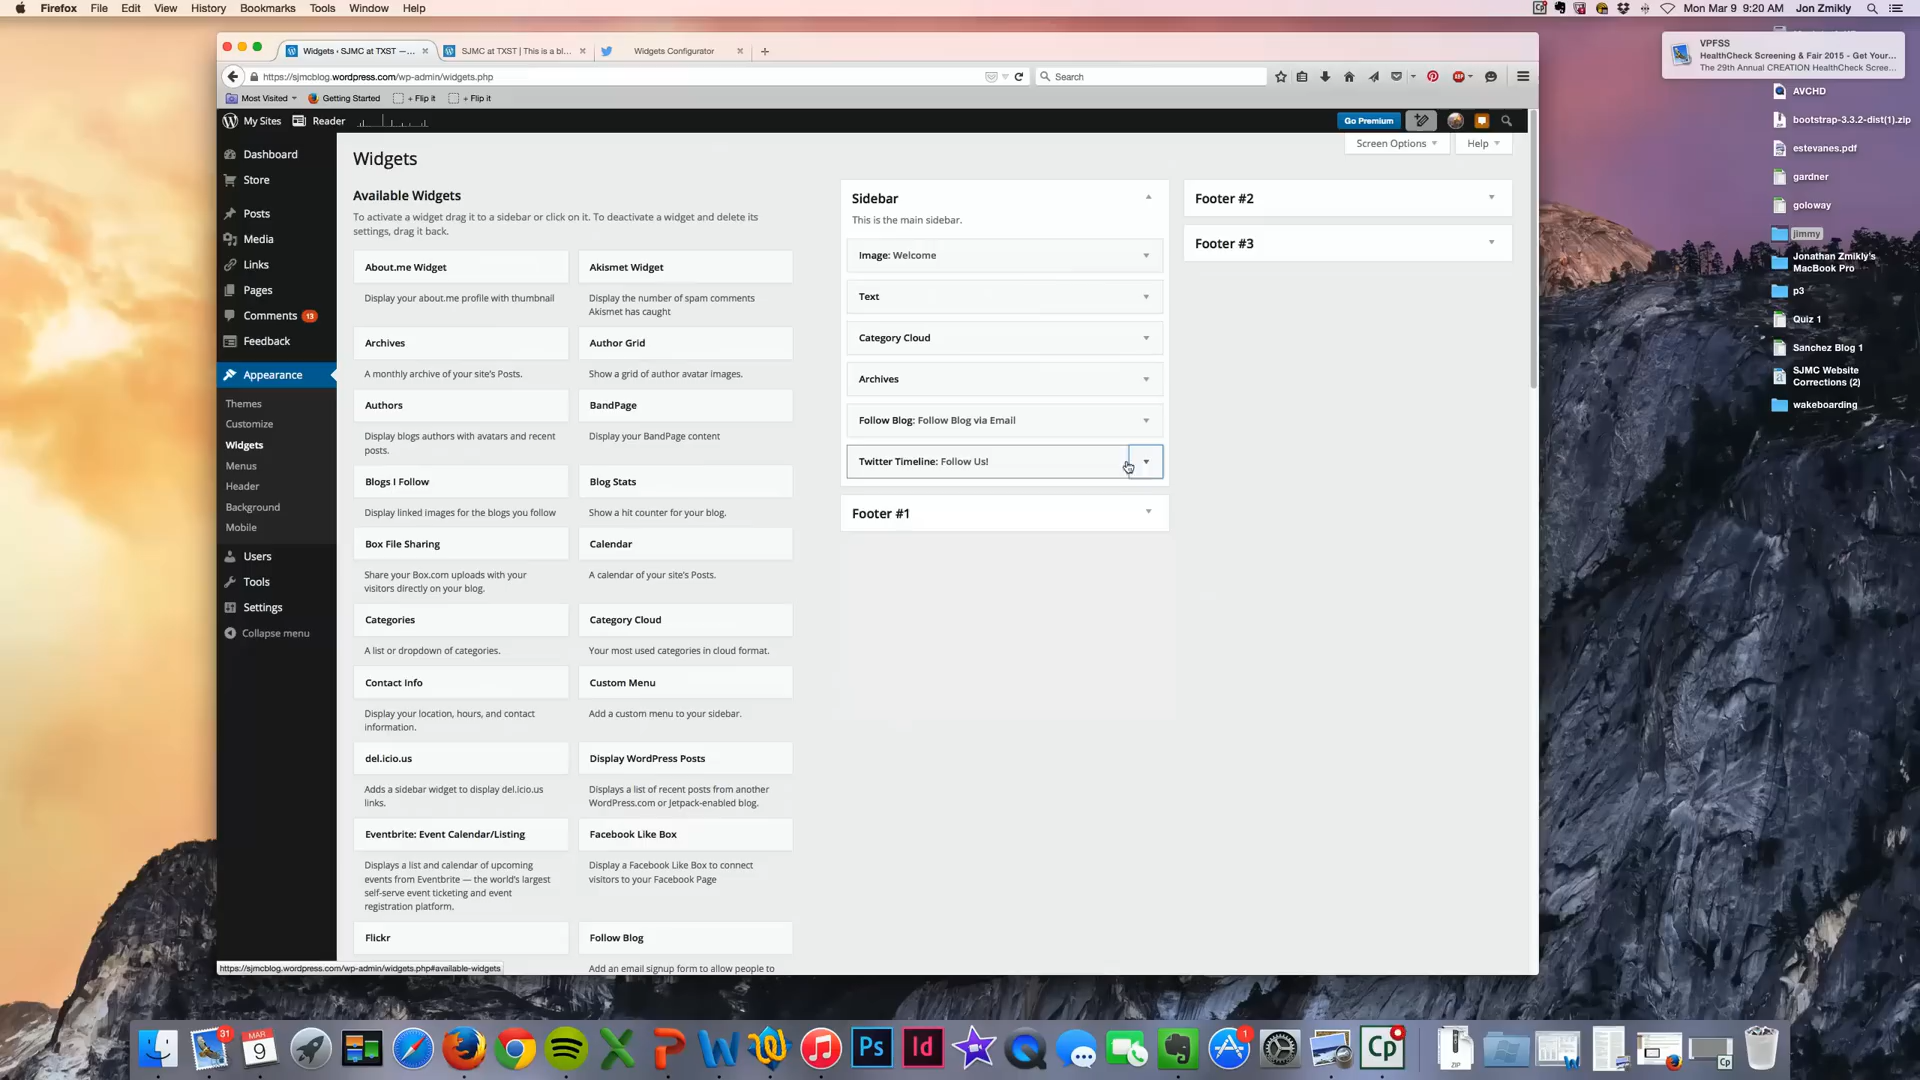 Firefox File Edit View History Bookmarks Tools Window Help
Mon Mar 9 9:20 AM Jon Zmikly
Widgets ‹ SJMC at TXST —...
SJMC at TXST | This is a bl...
Widgets Configurator
https://sjmcblog.wordpress.com/wp-admin/widgets.php
Search
Most Visited
Getting Started
+ Flip it
+ Flip it
My Sites
Reader
Go Premium
Dashboard
Store
Posts
Media
Links
Pages
Comments 13
Feedback
Appearance
Themes
Customize
Widgets
Menus
Header
Background
Mobile
Users
Tools
Settings
Collapse menu
Screen Options
Help
Widgets
Available Widgets
To activate a widget drag it to a sidebar or click on it. To deactivate a widget and delete its
settings, drag it back.
About.me Widget
Display your about.me profile with thumbnail
Akismet Widget
Display the number of spam comments
Akismet has caught
Archives
A monthly archive of your site's Posts.
Author Grid
Show a grid of author avatar images.
Authors
Display blogs authors with avatars and recent
posts.
BandPage
Display your BandPage content
Blogs I Follow
Display linked images for the blogs you follow
Blog Stats
Show a hit counter for your blog.
Box File Sharing
Share your Box.com uploads with your
visitors directly on your blog.
Calendar
A calendar of your site's Posts.
Categories
A list or dropdown of categories.
Category Cloud
Your most used categories in cloud format.
Contact Info
Display your location, hours, and contact
information.
Custom Menu
Add a custom menu to your sidebar.
del.icio.us
Adds a sidebar widget to display del.icio.us
links.
Display WordPress Posts
Displays a list of recent posts from another
WordPress.com or Jetpack-enabled blog.
Eventbrite: Event Calendar/Listing
Displays a list and calendar of upcoming
events from Eventbrite — the world's largest
self-serve event ticketing and event
registration platform.
Facebook Like Box
Display a Facebook Like Box to connect
visitors to your Facebook Page
Flickr
Follow Blog
Add an email signup form to allow people to
Sidebar
This is the main sidebar.
Image: Welcome
Text
Category Cloud
Archives
Follow Blog: Follow Blog via Email
Twitter Timeline: Follow Us!
Footer #1
Footer #2
Footer #3
https://sjmcblog.wordpress.com/wp-admin/widgets.php#available-widgets
VPFSS
HealthCheck Screening & Fair 2015 - Get Your...
The 29th Annual CREATION HealthCheck Scree...
AVCHD
bootstrap-3.3.2-dist(1).zip
estevanes.pdf
gardner
goloway
jimmy
Jonathan Zmikly's
MacBook Pro
p3
Quiz 1
Sanchez Blog 1
SJMC Website
Corrections (2)
wakeboarding
31
MAR
9
Ps
Id
1
Cp
ZIP